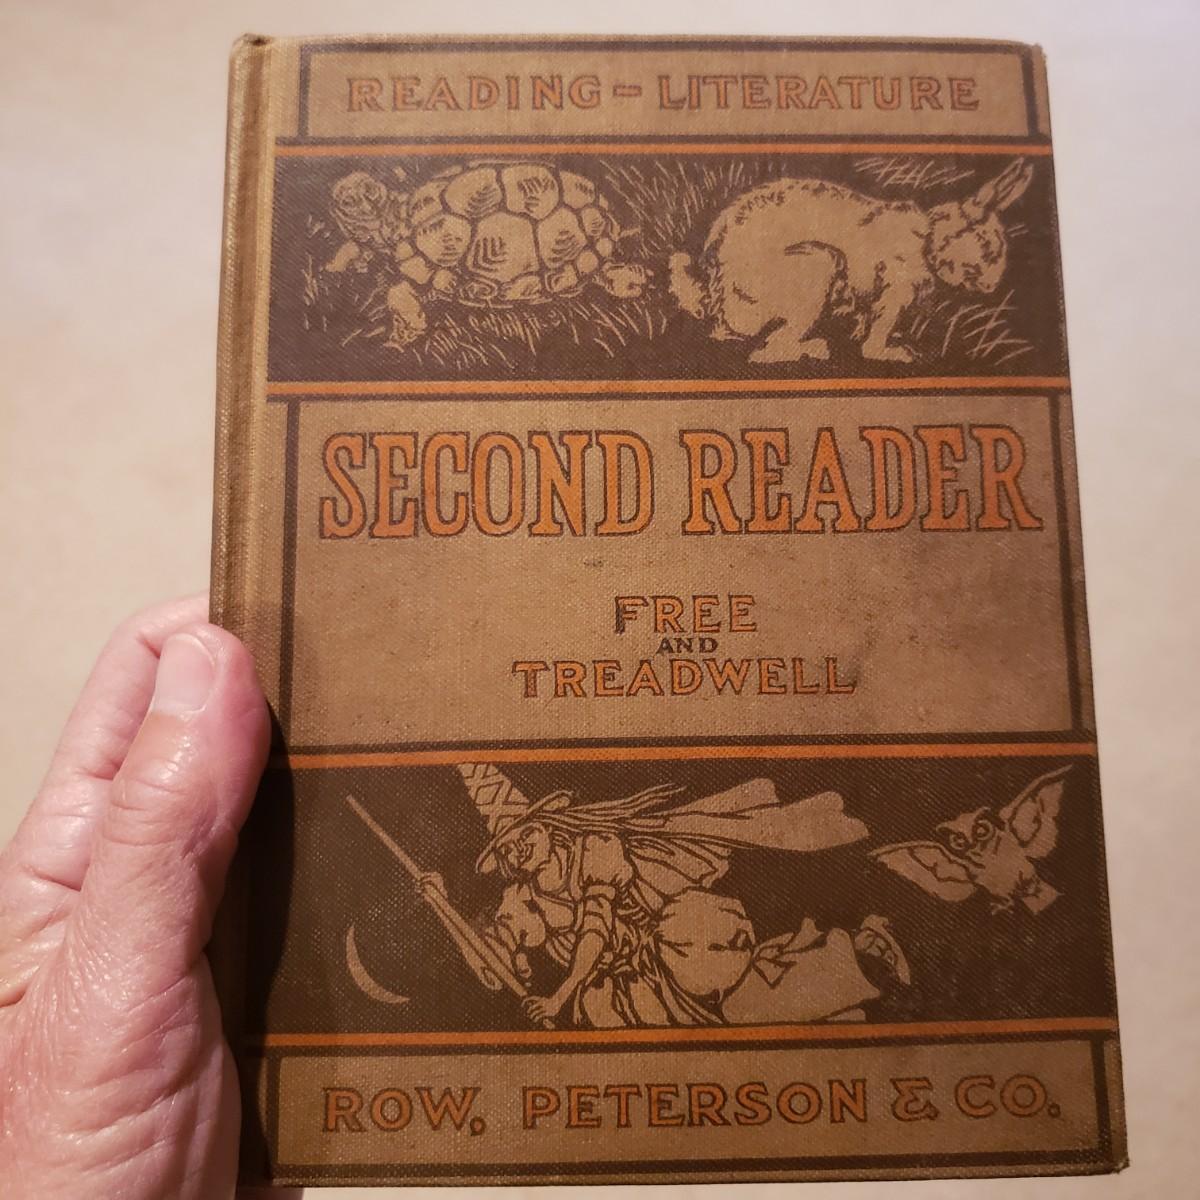 READING-LITERATURE
SECOND READER
FREE
AND
TREADWELL
ROW, PETERSON & CO.